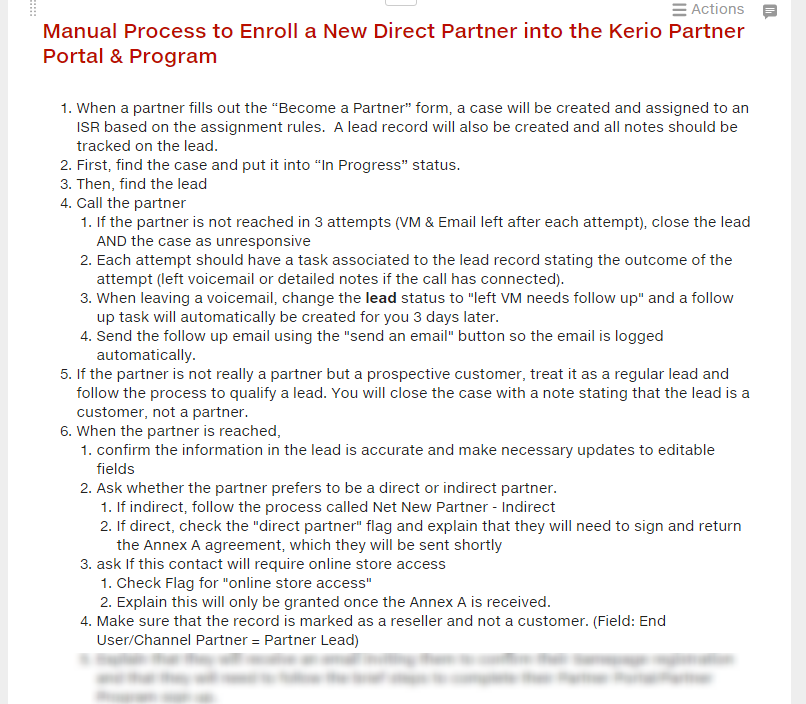 Actions
Manual Process to Enroll a New Direct Partner into the Kerio Partner
Portal & Program
1. When a partner fills out the “Become a Partner” form, a case will be created and assigned to an
ISR based on the assignment rules.  A lead record will also be created and all notes should be
tracked on the lead.
2. First, find the case and put it into “In Progress” status.
3. Then, find the lead
4. Call the partner
1. If the partner is not reached in 3 attempts (VM & Email left after each attempt), close the lead
AND the case as unresponsive
2. Each attempt should have a task associated to the lead record stating the outcome of the
attempt (left voicemail or detailed notes if the call has connected).
3. When leaving a voicemail, change the lead status to "left VM needs follow up" and a follow
up task will automatically be created for you 3 days later.
4. Send the follow up email using the "send an email" button so the email is logged
automatically.
5. If the partner is not really a partner but a prospective customer, treat it as a regular lead and
follow the process to qualify a lead. You will close the case with a note stating that the lead is a
customer, not a partner.
6. When the partner is reached,
1. confirm the information in the lead is accurate and make necessary updates to editable
fields
2. Ask whether the partner prefers to be a direct or indirect partner.
1. If indirect, follow the process called Net New Partner - Indirect
2. If direct, check the "direct partner" flag and explain that they will need to sign and return
the Annex A agreement, which they will be sent shortly
3. ask If this contact will require online store access
1. Check Flag for "online store access"
2. Explain this will only be granted once the Annex A is received.
4. Make sure that the record is marked as a reseller and not a customer. (Field: End
User/Channel Partner = Partner Lead)